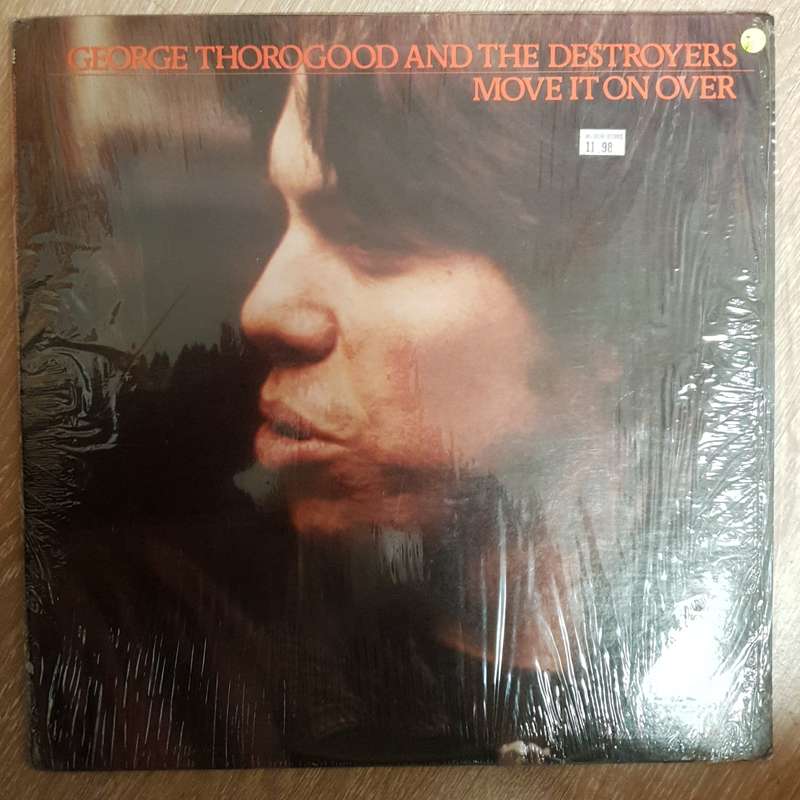 GEORGE THOROGOOD AND THE DESTROYERS
MOVE IT ON OVER
11 98